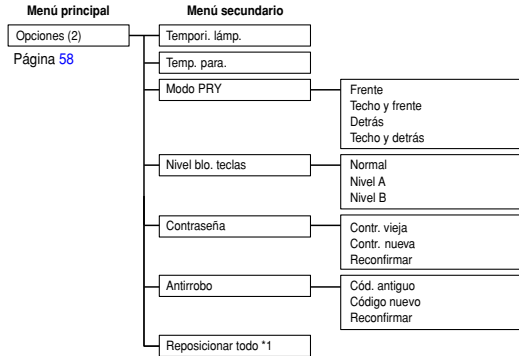 Menú principal
Menú secundario
Opciones (2)
Página 58
Tempori. lámp.
Temp. para.
Modo PRY
Frente
Techo y frente
Detrás
Techo y detrás
Nivel blo. teclas
Normal
Nivel A
Nivel B
Contraseña
Contr. vieja
Contr. nueva
Reconfirmar
Antirrobo
Cód. antiguo
Código nuevo
Reconfirmar
Reposicionar todo *1